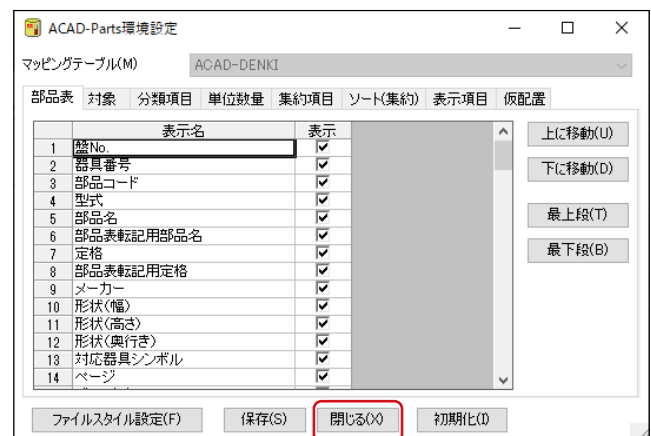 ACAD-Parts環境設定
マッピングテーブル(M) ACAD-DENKI
部品表 対象 分類項目 単位数量 集約項目 ソート(集約) 表示項目 仮配置
表示名 表示
1 盤No.
2 器具番号
3 部品コード
4 型式
5 部品名
6 部品表転記用部品名
7 定格
8 部品表転記用定格
9 メーカー
10 形状(幅)
11 形状(高さ)
12 形状(奥行き)
13 対応器具シンボル
14 ページ
上に移動(U)
下に移動(D)
最上段(T)
最下段(B)
ファイルスタイル設定(F) 保存(S) 閉じる(X) 初期化(I)